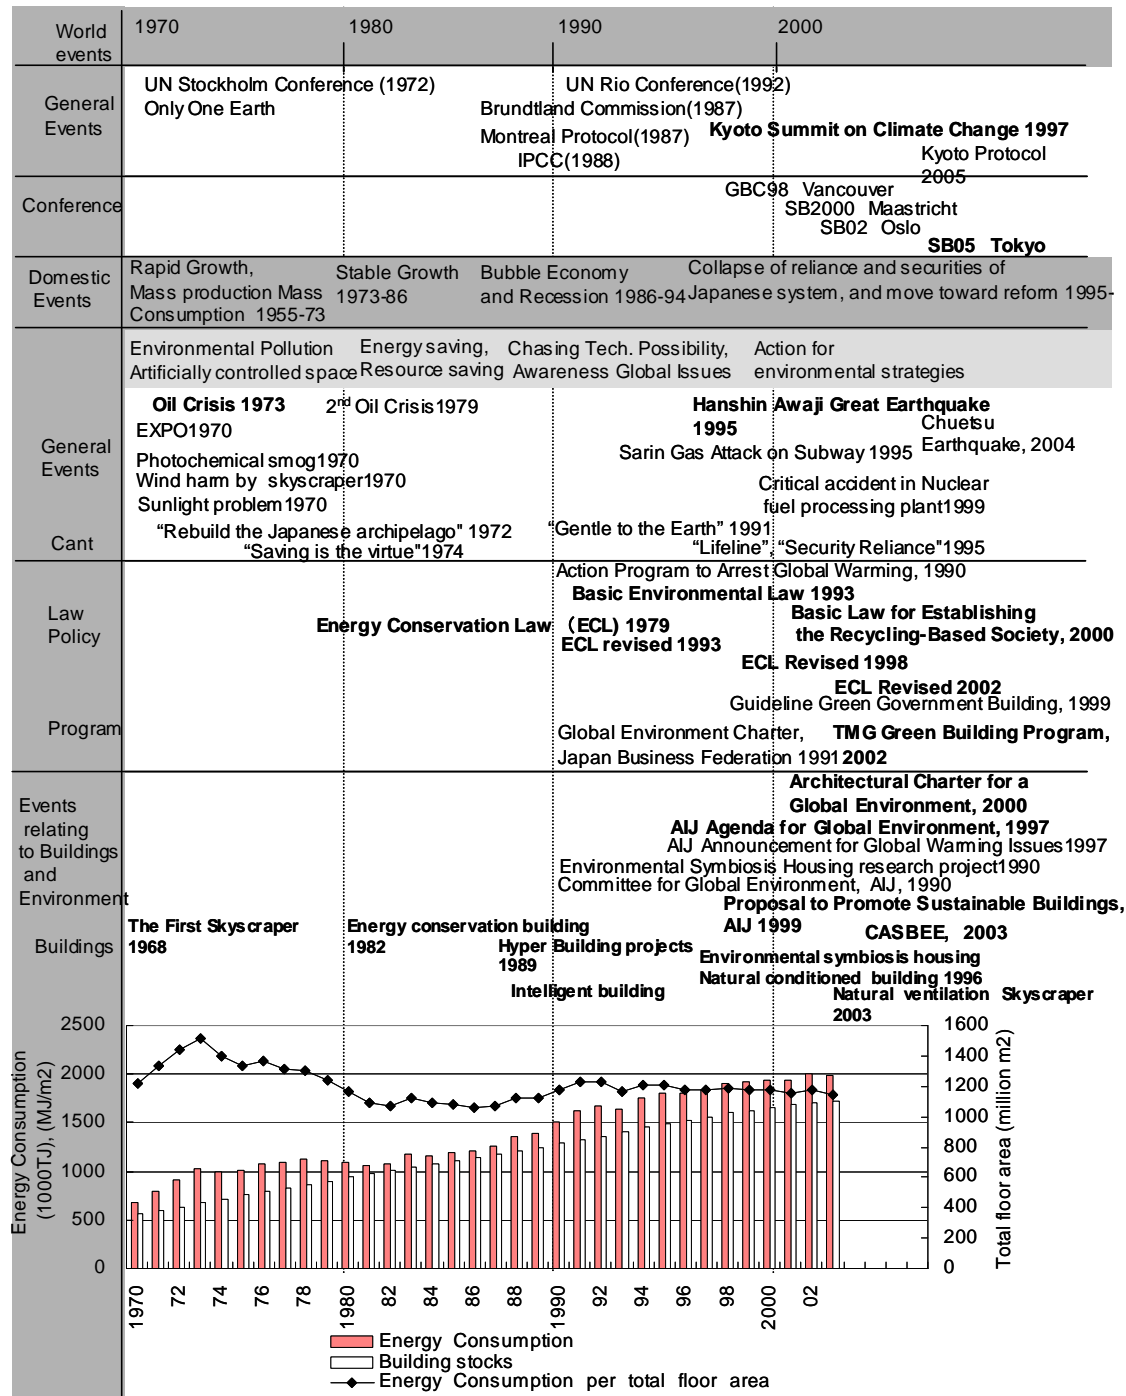 World
events
1970 1980 1990 2000
General
Events
UN Stockholm Conference (1972)
Only One Earth
UN Rio Conference(1992)
Brundtland Commission(1987)
Montreal Protocol(1987)
IPCC(1988)
Kyoto Summit on Climate Change 1997
Kyoto Protocol
2005
Conference
GBC98 Vancouver
SB2000 Maastricht
SB02 Oslo
SB05 Tokyo
Domestic
Events
Rapid Growth,
Mass production Mass
Consumption 1955-73
Stable Growth
1973-86
Bubble Economy
and Recession 1986-94
Collapse of reliance and securities of
Japanese system, and move toward reform 1995-
Environmental Pollution
Artificially controlled space
Energy saving,
Resource saving
Chasing Tech. Possibility,
Awareness Global Issues
Action for
environmental strategies
General
Events
Oil Crisis 1973
2nd Oil Crisis1979
EXPO1970
Photochemical smog1970
Wind harm by skyscraper1970
Sunlight problem1970
Hanshin Awaji Great Earthquake
1995
Chuetsu
Earthquake, 2004
Sarin Gas Attack on Subway 1995
Critical accident in Nuclear
fuel processing plant1999
Cant
“Rebuild the Japanese archipelago" 1972
“Saving is the virtue"1974
“Gentle to the Earth” 1991
“Lifeline”, “Security Reliance"1995
Law
Policy
Action Program to Arrest Global Warming, 1990
Basic Environmental Law 1993
Energy Conservation Law （ECL) 1979
ECL revised 1993
Basic Law for Establishing
the Recycling-Based Society, 2000
ECL Revised 1998
ECL Revised 2002
Guideline Green Government Building, 1999
Program
Global Environment Charter,
Japan Business Federation 1991
TMG Green Building Program,
2002
Events
relating
to Buildings
and
Environment
Architectural Charter for a
Global Environment, 2000
AIJ Agenda for Global Environment, 1997
AIJ Announcement for Global Warming Issues1997
Environmental Symbiosis Housing research project1990
Committee for Global Environment, AIJ, 1990
Proposal to Promote Sustainable Buildings,
AIJ 1999
CASBEE, 2003
Buildings
The First Skyscraper
1968
Energy conservation building
1982
Hyper Building projects
1989
Intelligent building
Environmental symbiosis housing
Natural conditioned building 1996
Natural ventilation Skyscraper
2003
Energy Consumption
(1000TJ), (MJ/m2)
2500
2000
1500
1000
500
0
1600
1400
1200
1000
800
600
400
200
0
Total floor area (million m2)
1970 72 74 76 78 1980 82 84 86 88 1990 92 94 96 98 2000 02
Energy Consumption
Building stocks
Energy Consumption per total floor area